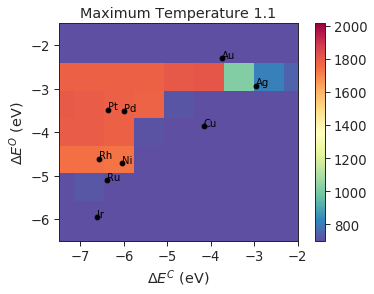 Maximum Temperature 1.1
−2
−3
−4
−5
−6
ΔE^O (eV)
Au
Ag
Pt
Pd
Cu
Rh
Ni
Ru
Ir
−7
−6
−5
−4
−3
−2
ΔE^C (eV)
2000
1800
1600
1400
1200
1000
800